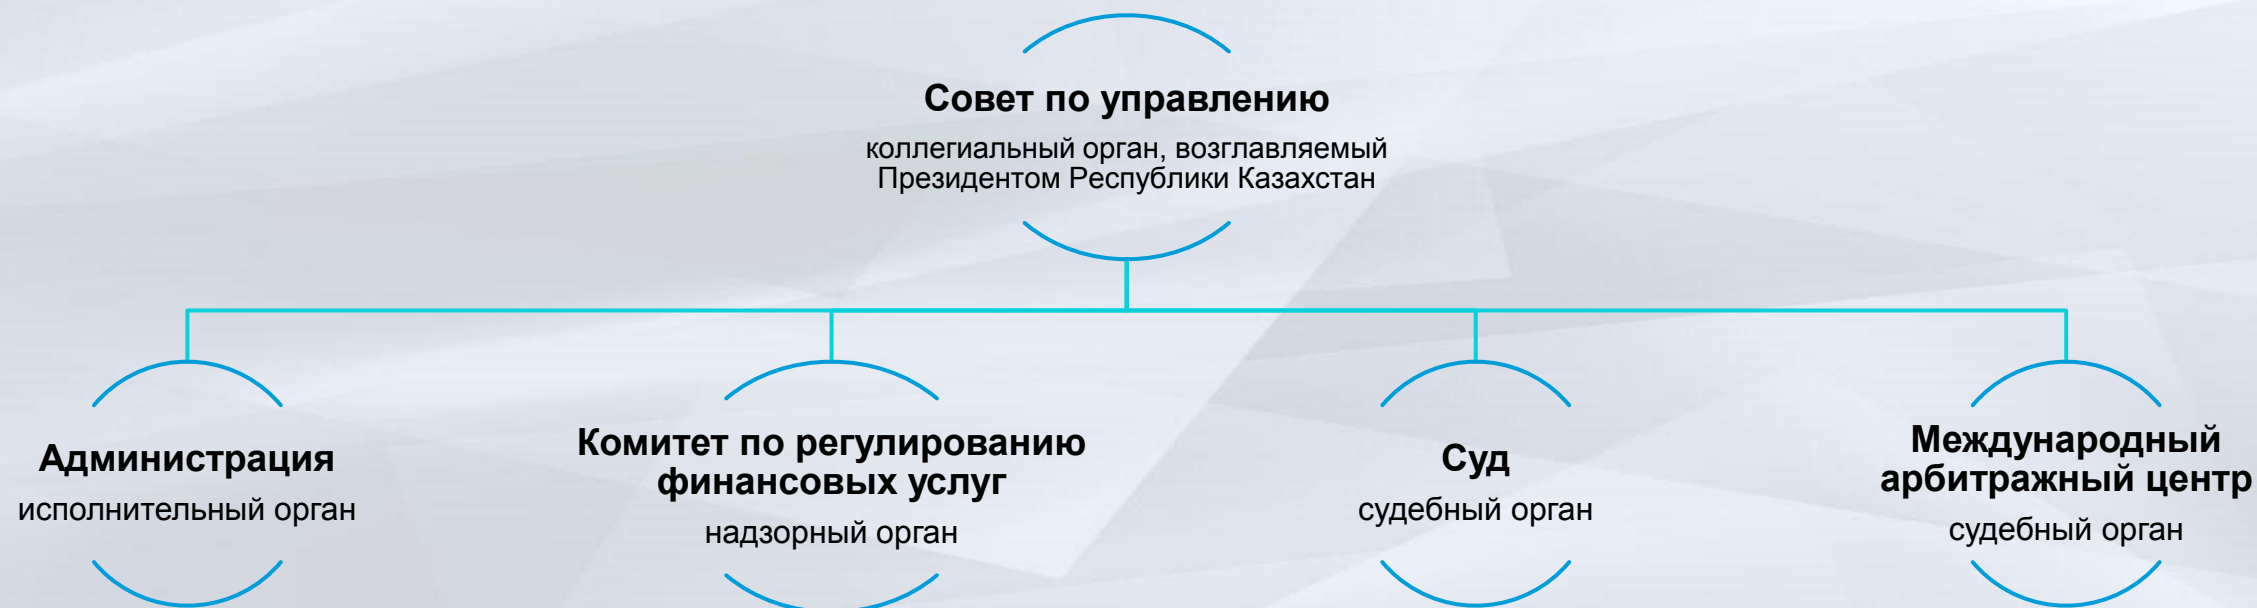 Совет по управлению
коллегиальный орган, возглавляемый
Президентом Республики Казахстан
Администрация
исполнительный орган
Комитет по регулированию
финансовых услуг
надзорный орган
Суд
судебный орган
Международный
арбитражный центр
судебный орган